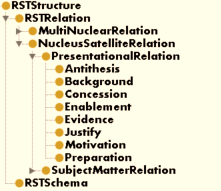 RSTStructure
RSTRelation
MultiNuclearRelation
NucleusSatelliteRelation
PresentationalRelation
Antithesis
Background
Concession
Enablement
Evidence
Justify
Motivation
Preparation
SubjectMatterRelation
RSTSchema